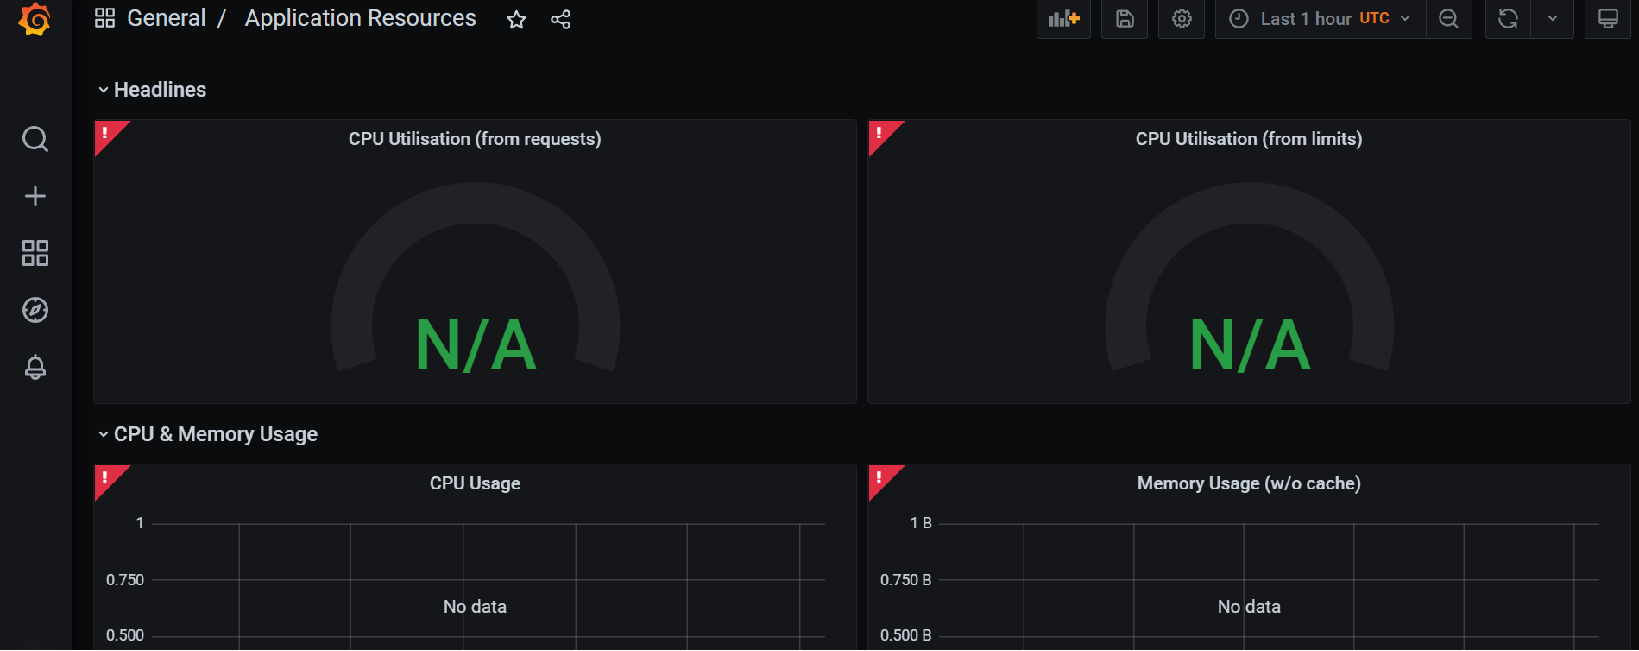 General / Application Resources
Last 1 hour UTC
Headlines
! CPU Utilisation (from requests)
N/A
! CPU Utilisation (from limits)
N/A
CPU & Memory Usage
! CPU Usage
1
0.750
No data
0.500
! Memory Usage (w/o cache)
1 B
0.750 B
No data
0.500 B